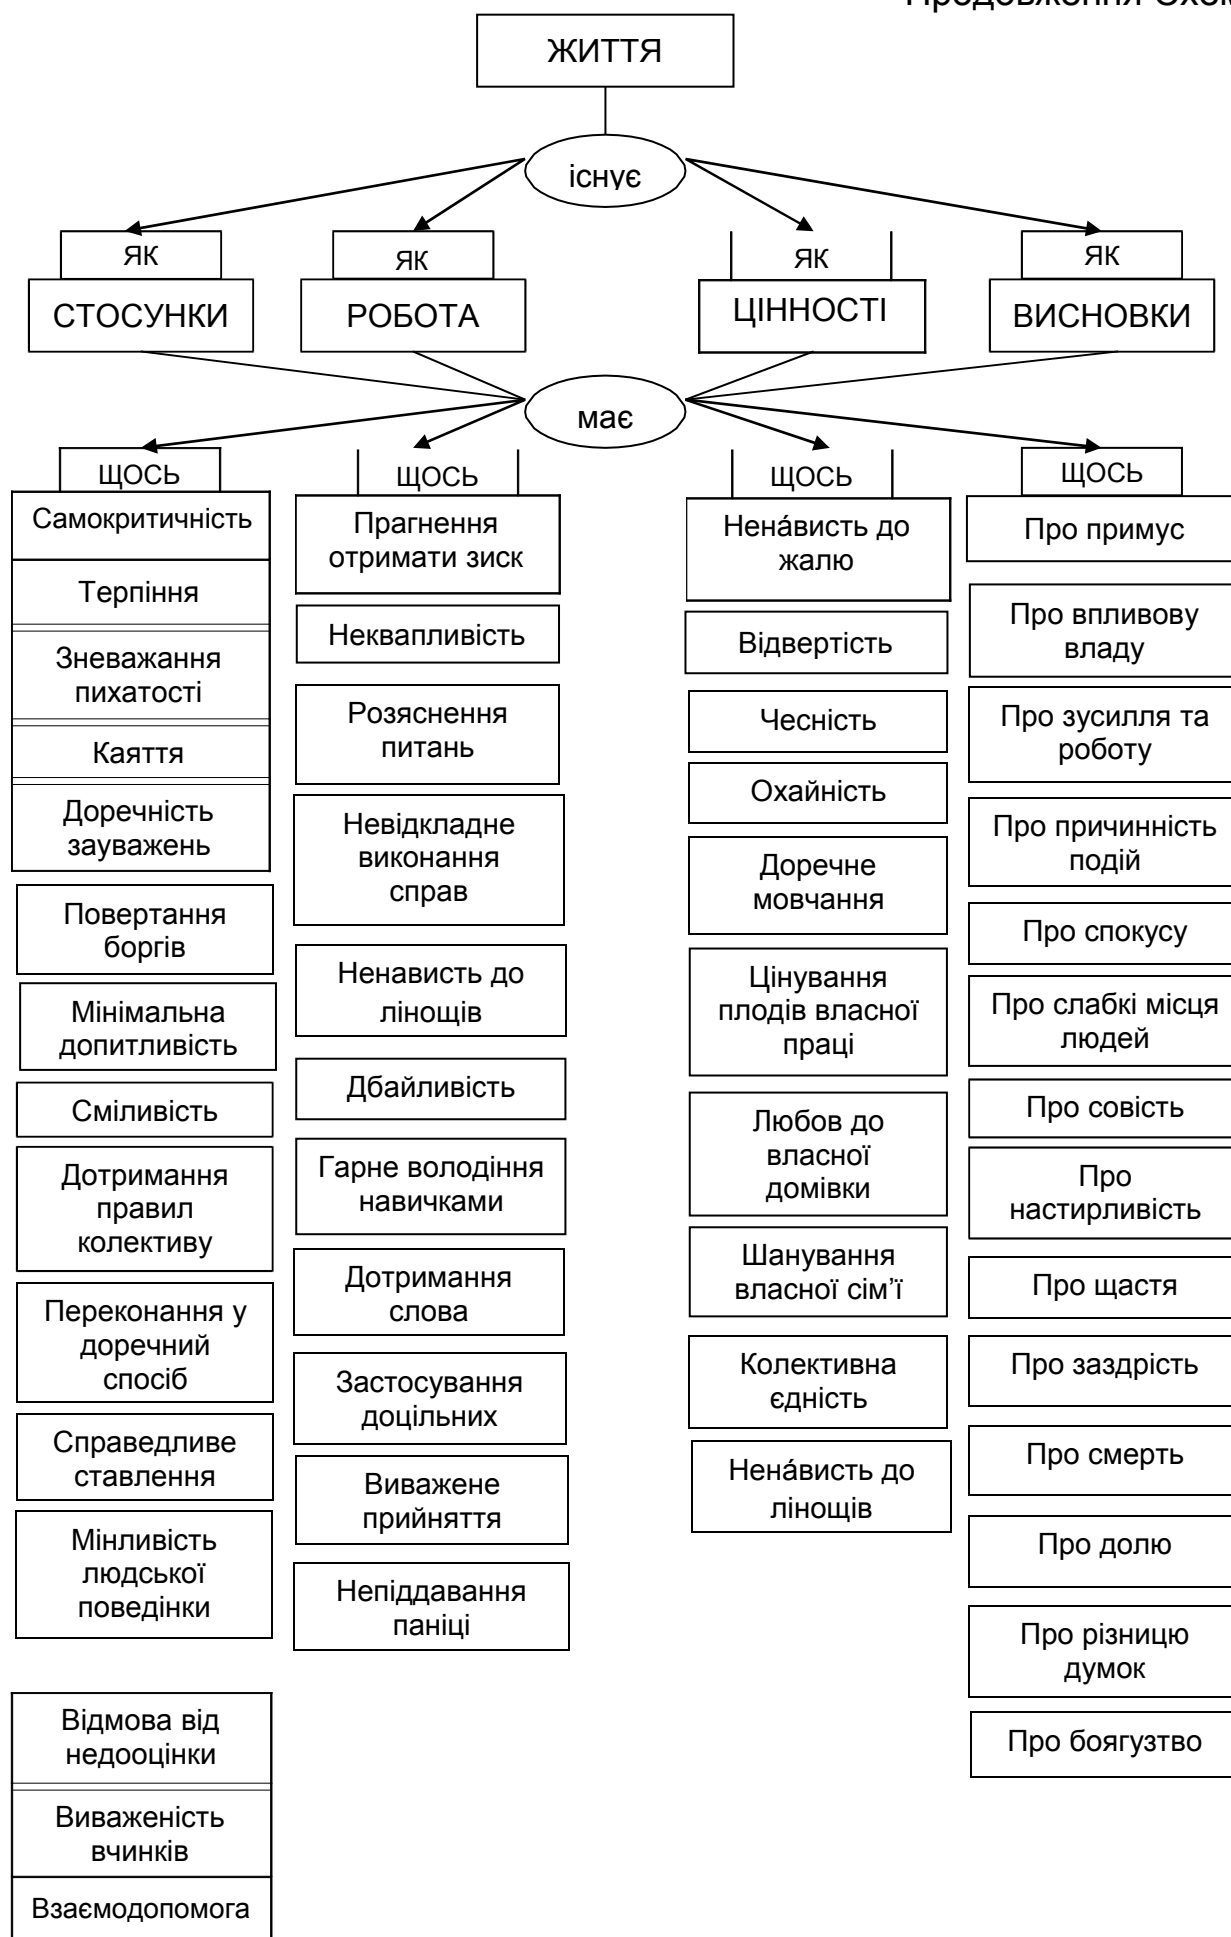 ЖИТТЯ
існує
ЯК
ЯК
ЯК
ЯК
СТОСУНКИ
РОБОТА
ЦІННОСТІ
ВИСНОВКИ
має
ЩОСЬ
Самокритичність
Терпіння
Зневажання
пихатості
Каяття
Доречність
зауважень
Повертання
боргів
Мінімальна
допитливість
Сміливість
Дотримання
правил
колективу
Переконання у
доречний
спосіб
Справедливе
ставлення
Мінливість
людської
поведінки
Відмова від
недооцінки
Виваженість
вчинків
Взаємодопомога
ЩОСЬ
Прагнення
отримати зиск
Неквапливість
Розяснення
питань
Невідкладне
виконання
справ
Ненависть до
лінощів
Дбайливість
Гарне володіння
навичками
Дотримання
слова
Застосування
доцільних
Виважене
прийняття
Непіддавання
паніці
ЩОСЬ
Нена́висть до
жалю
Відвертість
Чесність
Охайність
Доречне
мовчання
Цінування
плодів власної
праці
Любов до
власної
домівки
Шанування
власної сім’ї
Колективна
єдність
Нена́висть до
лінощів
ЩОСЬ
Про примус
Про впливову
владу
Про зусилля та
роботу
Про причинність
подій
Про спокусу
Про слабкі місця
людей
Про совість
Про
настирливість
Про щастя
Про заздрість
Про смерть
Про долю
Про різницю
думок
Про боягузтво